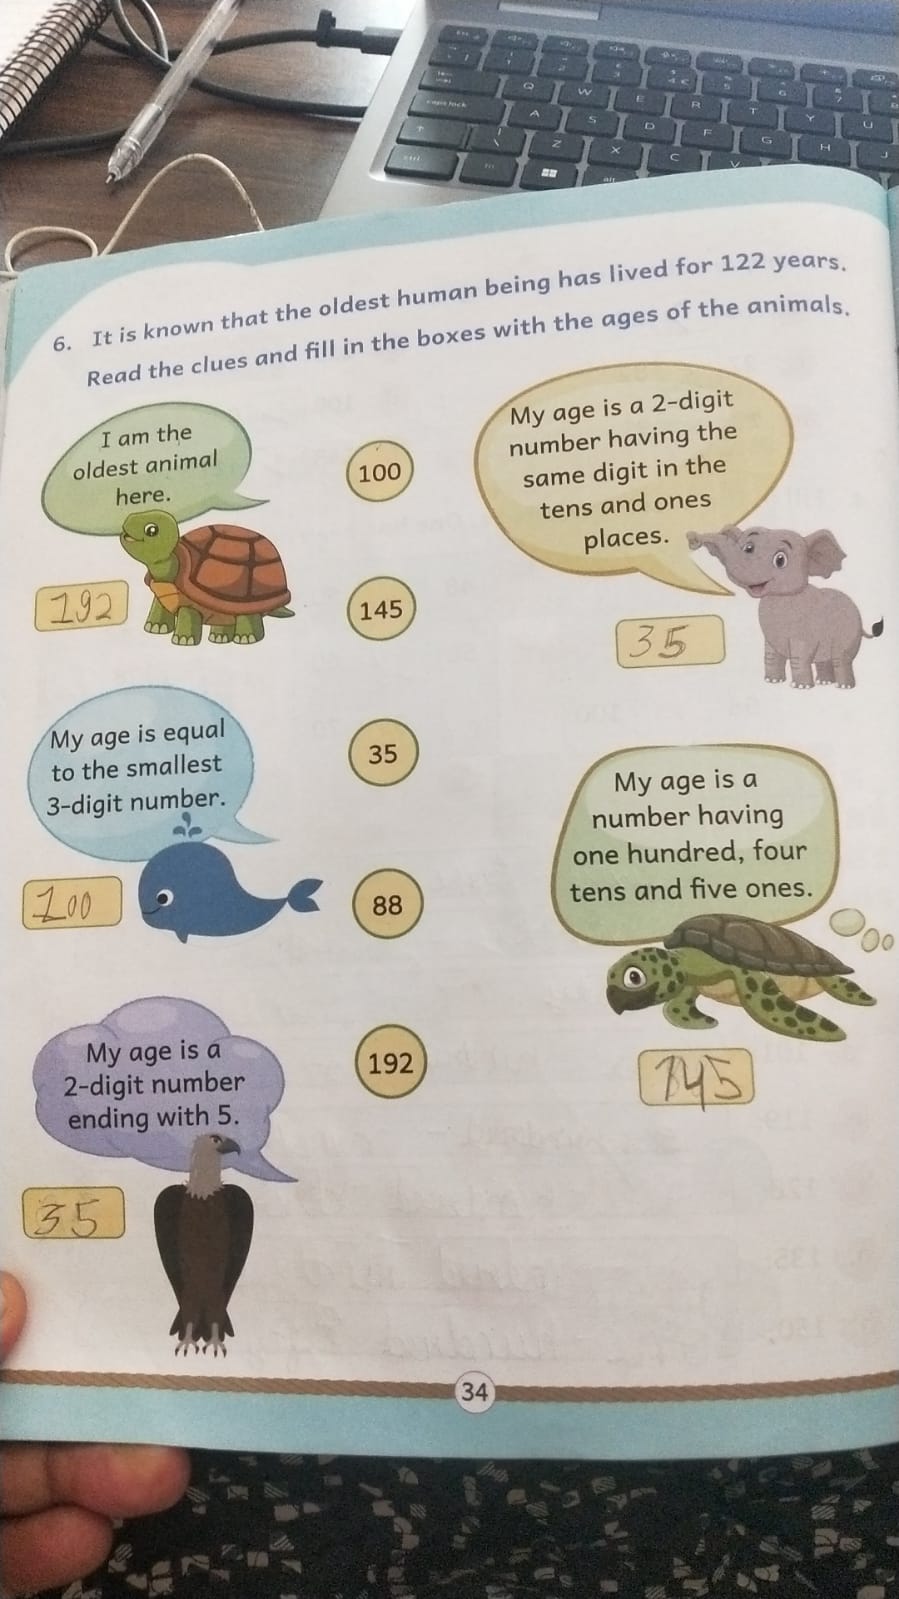 6. It is known that the oldest human being has lived for 122 years.
Read the clues and fill in the boxes with the ages of the animals.
I am the
oldest animal
here.
192
100
My age is a 2-digit
number having the
same digit in the
tens and ones
places.
35
145
My age is equal
to the smallest
3-digit number.
100
35
88
My age is a
number having
one hundred, four
tens and five ones.
145
My age is a
2-digit number
ending with 5.
35
192
34